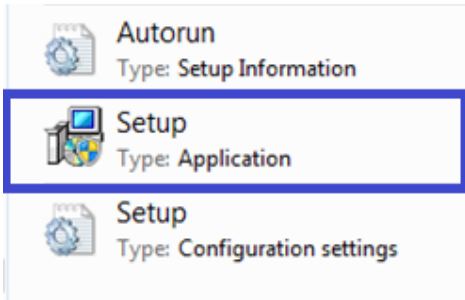 Autorun
Type: Setup Information
Setup
Type: Application
Setup
Type: Configuration settings